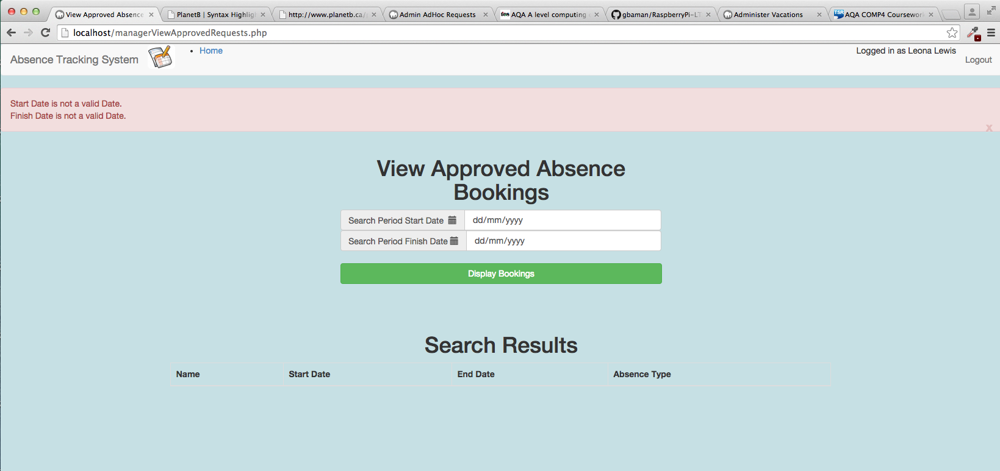 View Approved Absence
PlanetB | Syntax Highlig
http://www.planetb.ca/
Admin AdHoc Requests
tes AQA A level computing
gbaman/RaspberryPi-LT
Administer Vacations
TSR AQA COMP4 Coursework
localhost/managerViewApprovedRequests.php
Absence Tracking System
Home
Logged in as Leona Lewis
Logout
Start Date is not a valid Date.
Finish Date is not a valid Date.
x
View Approved Absence
Bookings
Search Period Start Date dd/mm/yyyy
Search Period Finish Date dd/mm/yyyy
Display Bookings
Search Results
Name Start Date End Date Absence Type